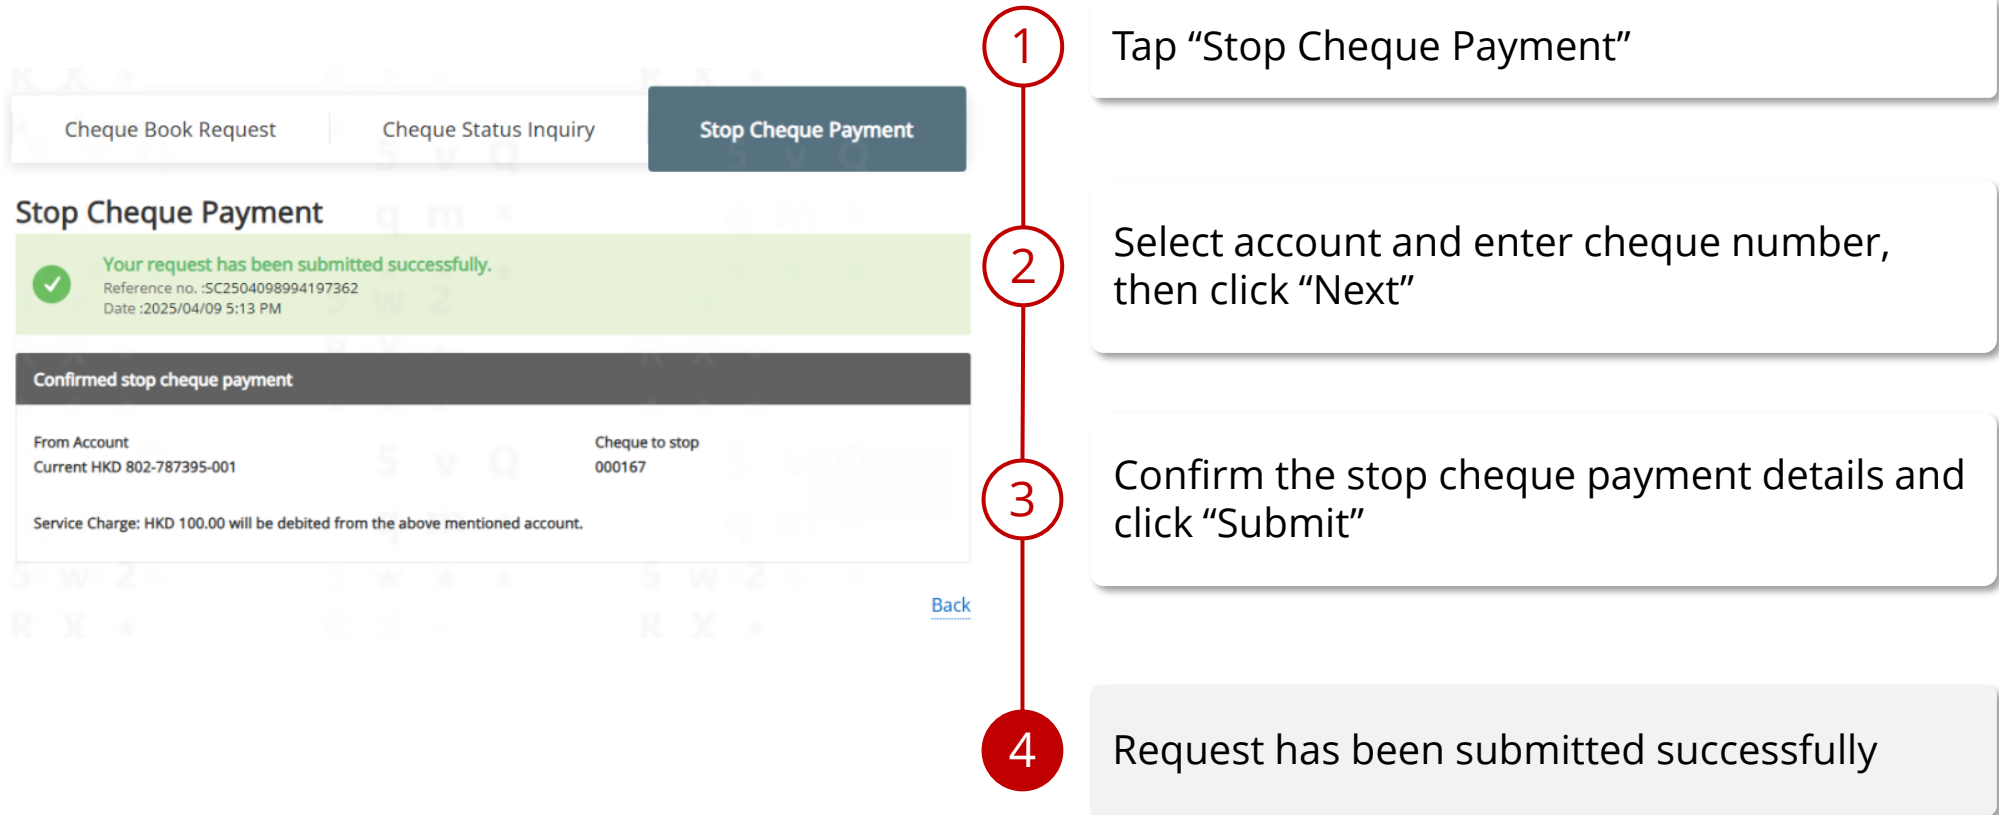 Cheque Book Request
Cheque Status Inquiry
Stop Cheque Payment
Stop Cheque Payment
Your request has been submitted successfully.
Reference no. :SC2504098994197362
Date :2025/04/09 5:13 PM
Confirmed stop cheque payment
From Account
Current HKD 802-787395-001
Cheque to stop
000167
Service Charge: HKD 100.00 will be debited from the above mentioned account.
Back
1
Tap “Stop Cheque Payment”
2
Select account and enter cheque number,
then click “Next”
3
Confirm the stop cheque payment details and
click “Submit”
4
Request has been submitted successfully